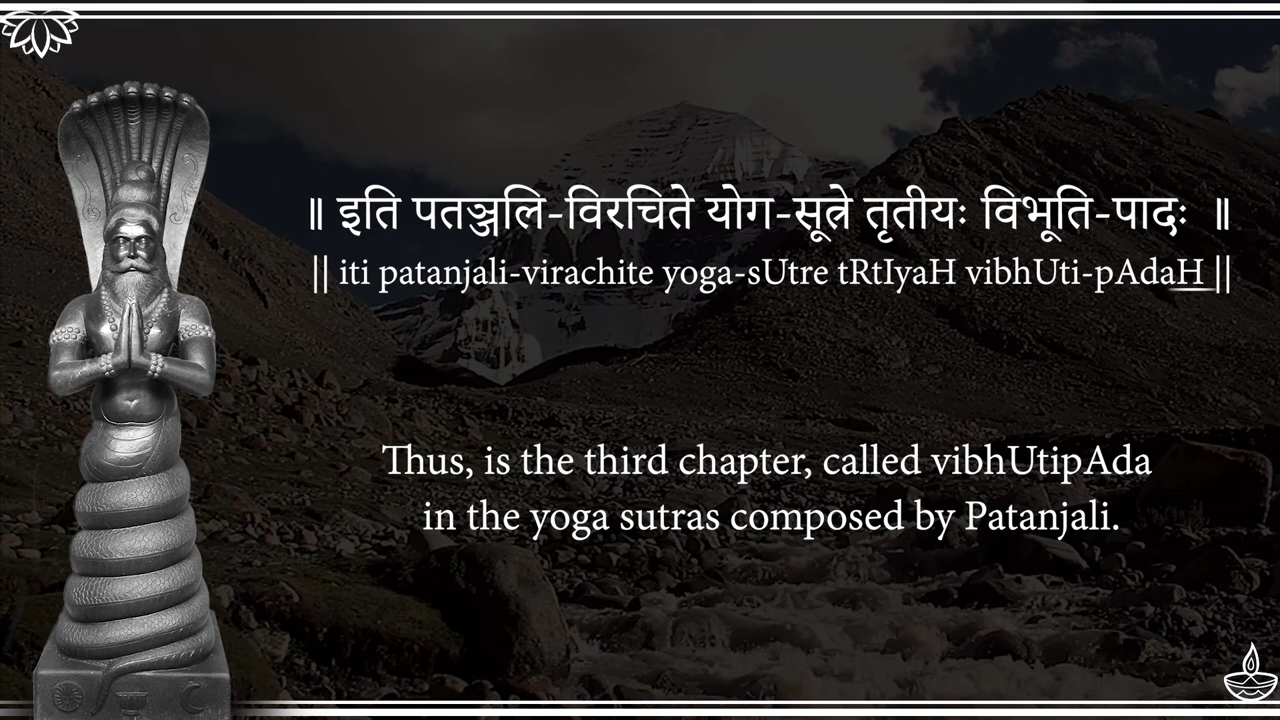 ॥ इति पतञ्जलि-विरचिते योग-सूत्रे तृतीयः विभूति-पादः ॥
|| iti patanjali-virachite yoga-sUtre tRtIyaH vibhUti-pAdaH ||
Thus, is the third chapter, called vibhUtipAda
in the yoga sutras composed by Patanjali.